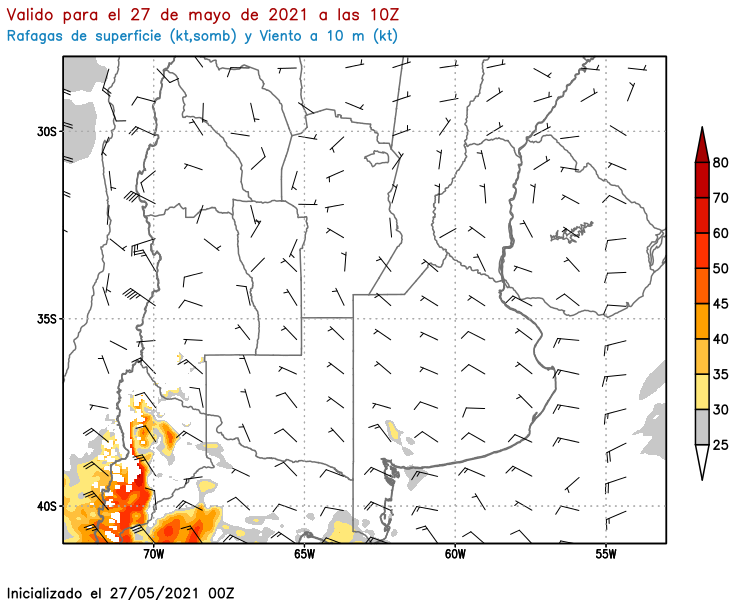 Valido para el 27 de mayo de 2021 a las 10Z
Rafagas de superficie (kt,somb) y Viento a 10 m (kt)
30S
35S
40S
70W 65W 60W 55W
80
70
60
50
45
40
35
30
25
Inicializado el 27/05/2021 00Z